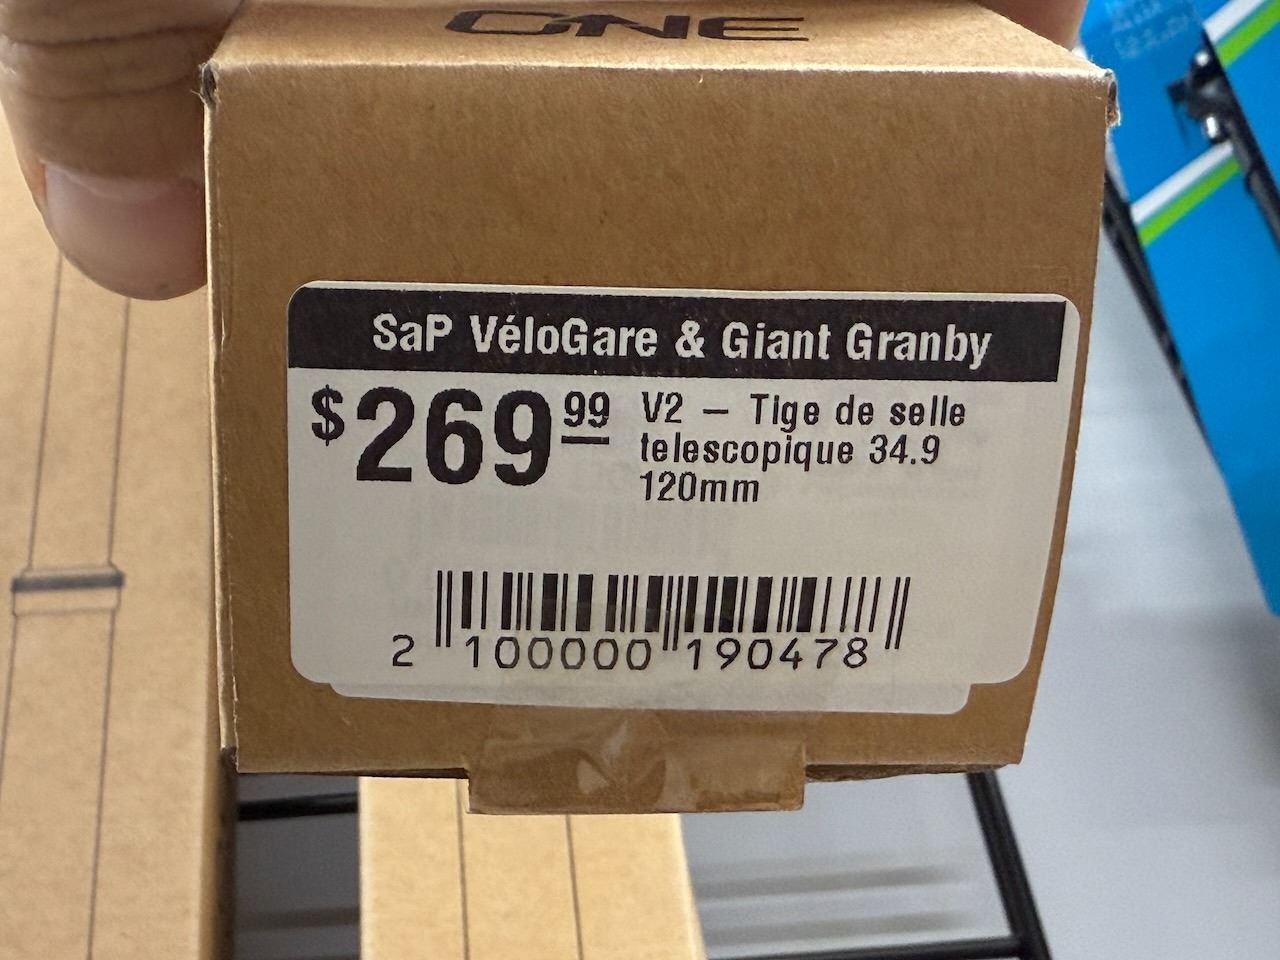 ONE
SaP VéloGare & Giant Granby
$269.99
V2 – Tige de selle
telescopique 34.9
120mm
2 100000 190478